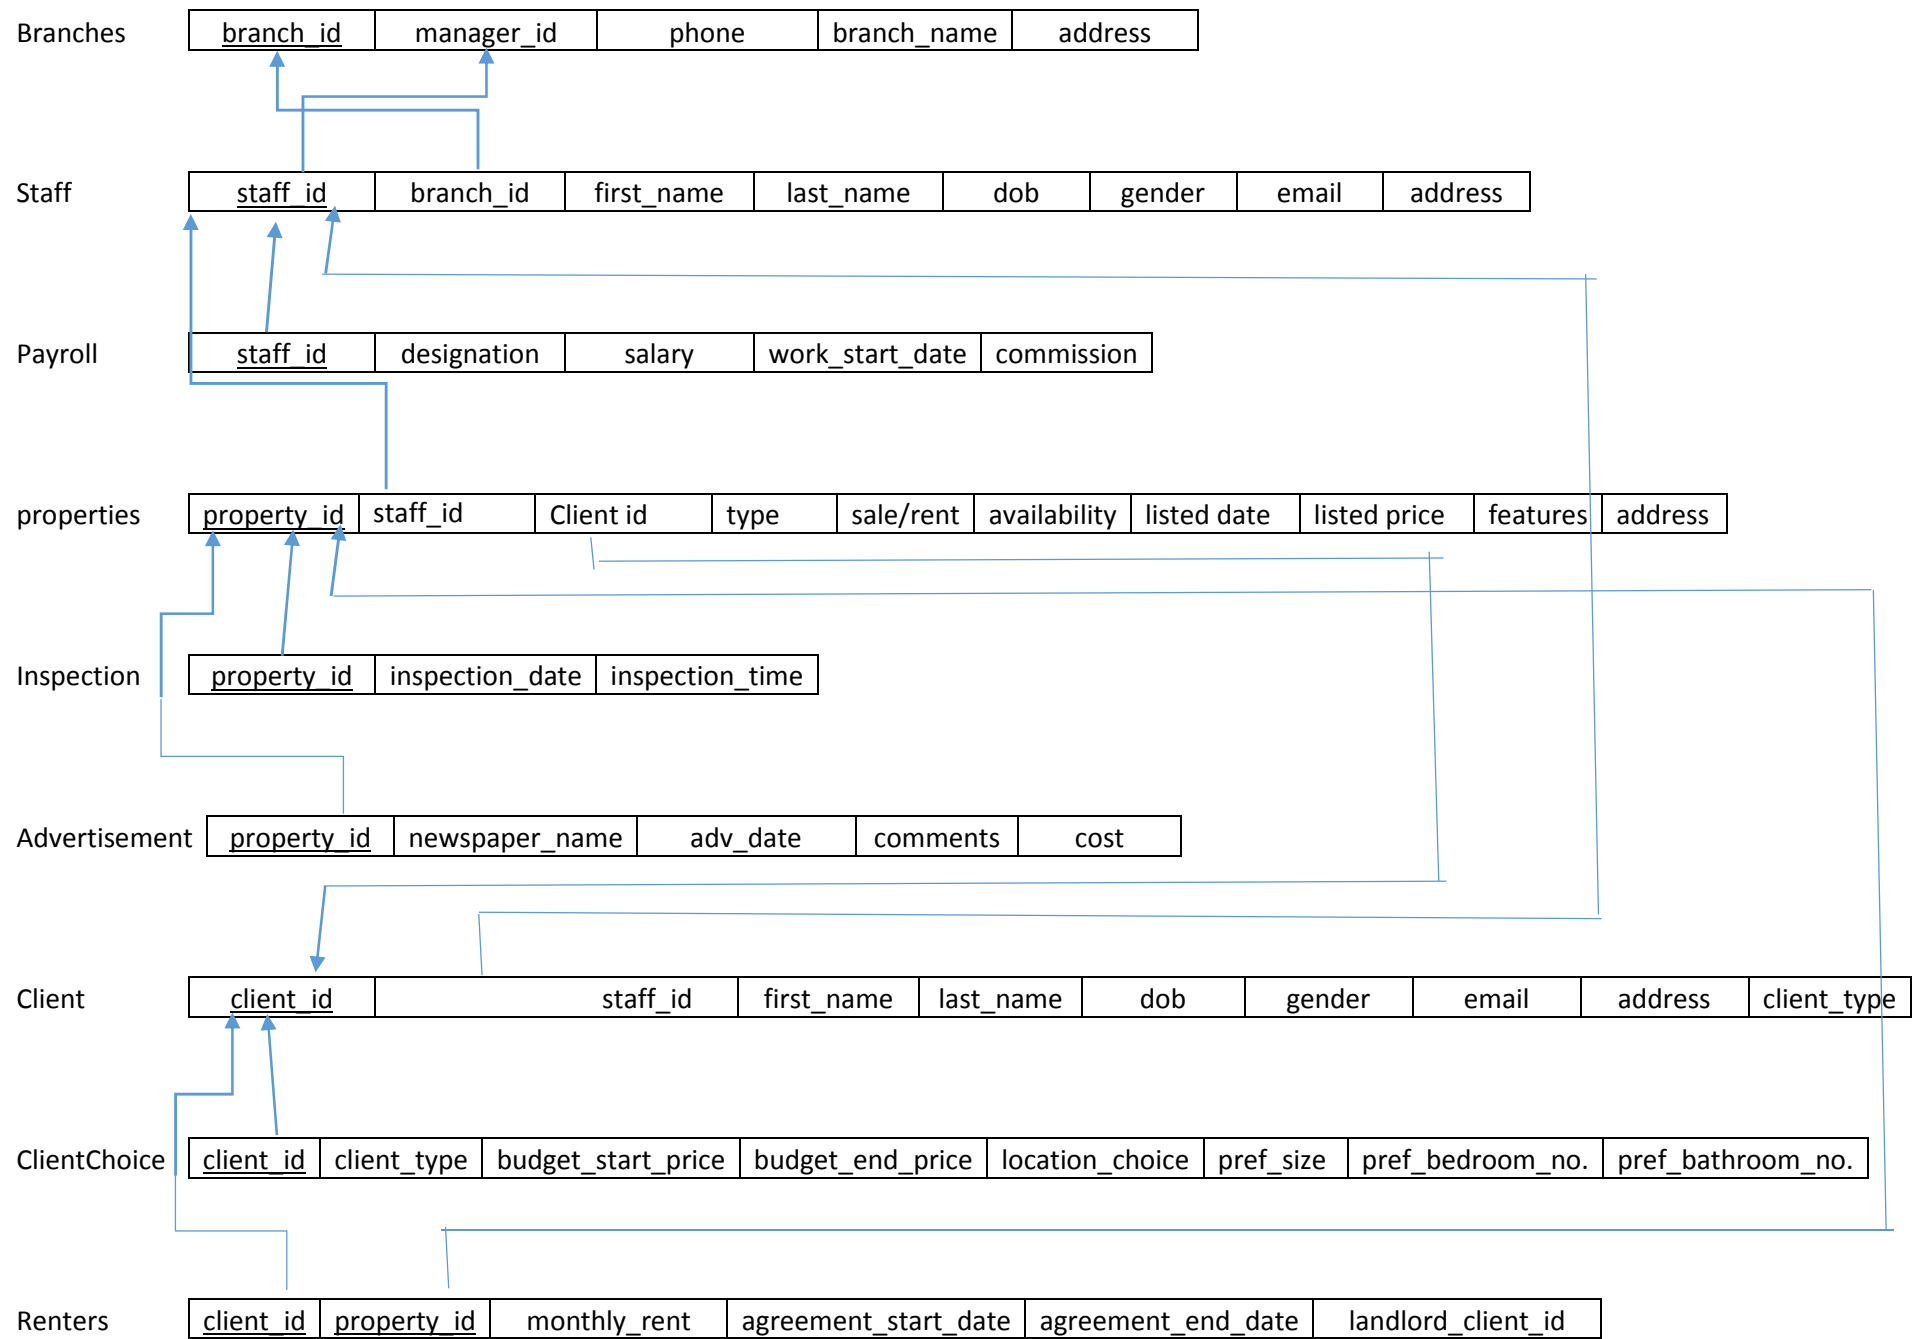 Branches branch_id manager_id phone branch_name address
Staff staff_id branch_id first_name last_name dob gender email address
Payroll staff_id designation salary work_start_date commission
properties property_id staff_id Client id type sale/rent availability listed date listed price features address
Inspection property_id inspection_date inspection_time
Advertisement property_id newspaper_name adv_date comments cost
Client client_id staff_id first_name last_name dob gender email address client_type
ClientChoice client_id client_type budget_start_price budget_end_price location_choice pref_size pref_bedroom_no. pref_bathroom_no.
Renters client_id property_id monthly_rent agreement_start_date agreement_end_date landlord_client_id